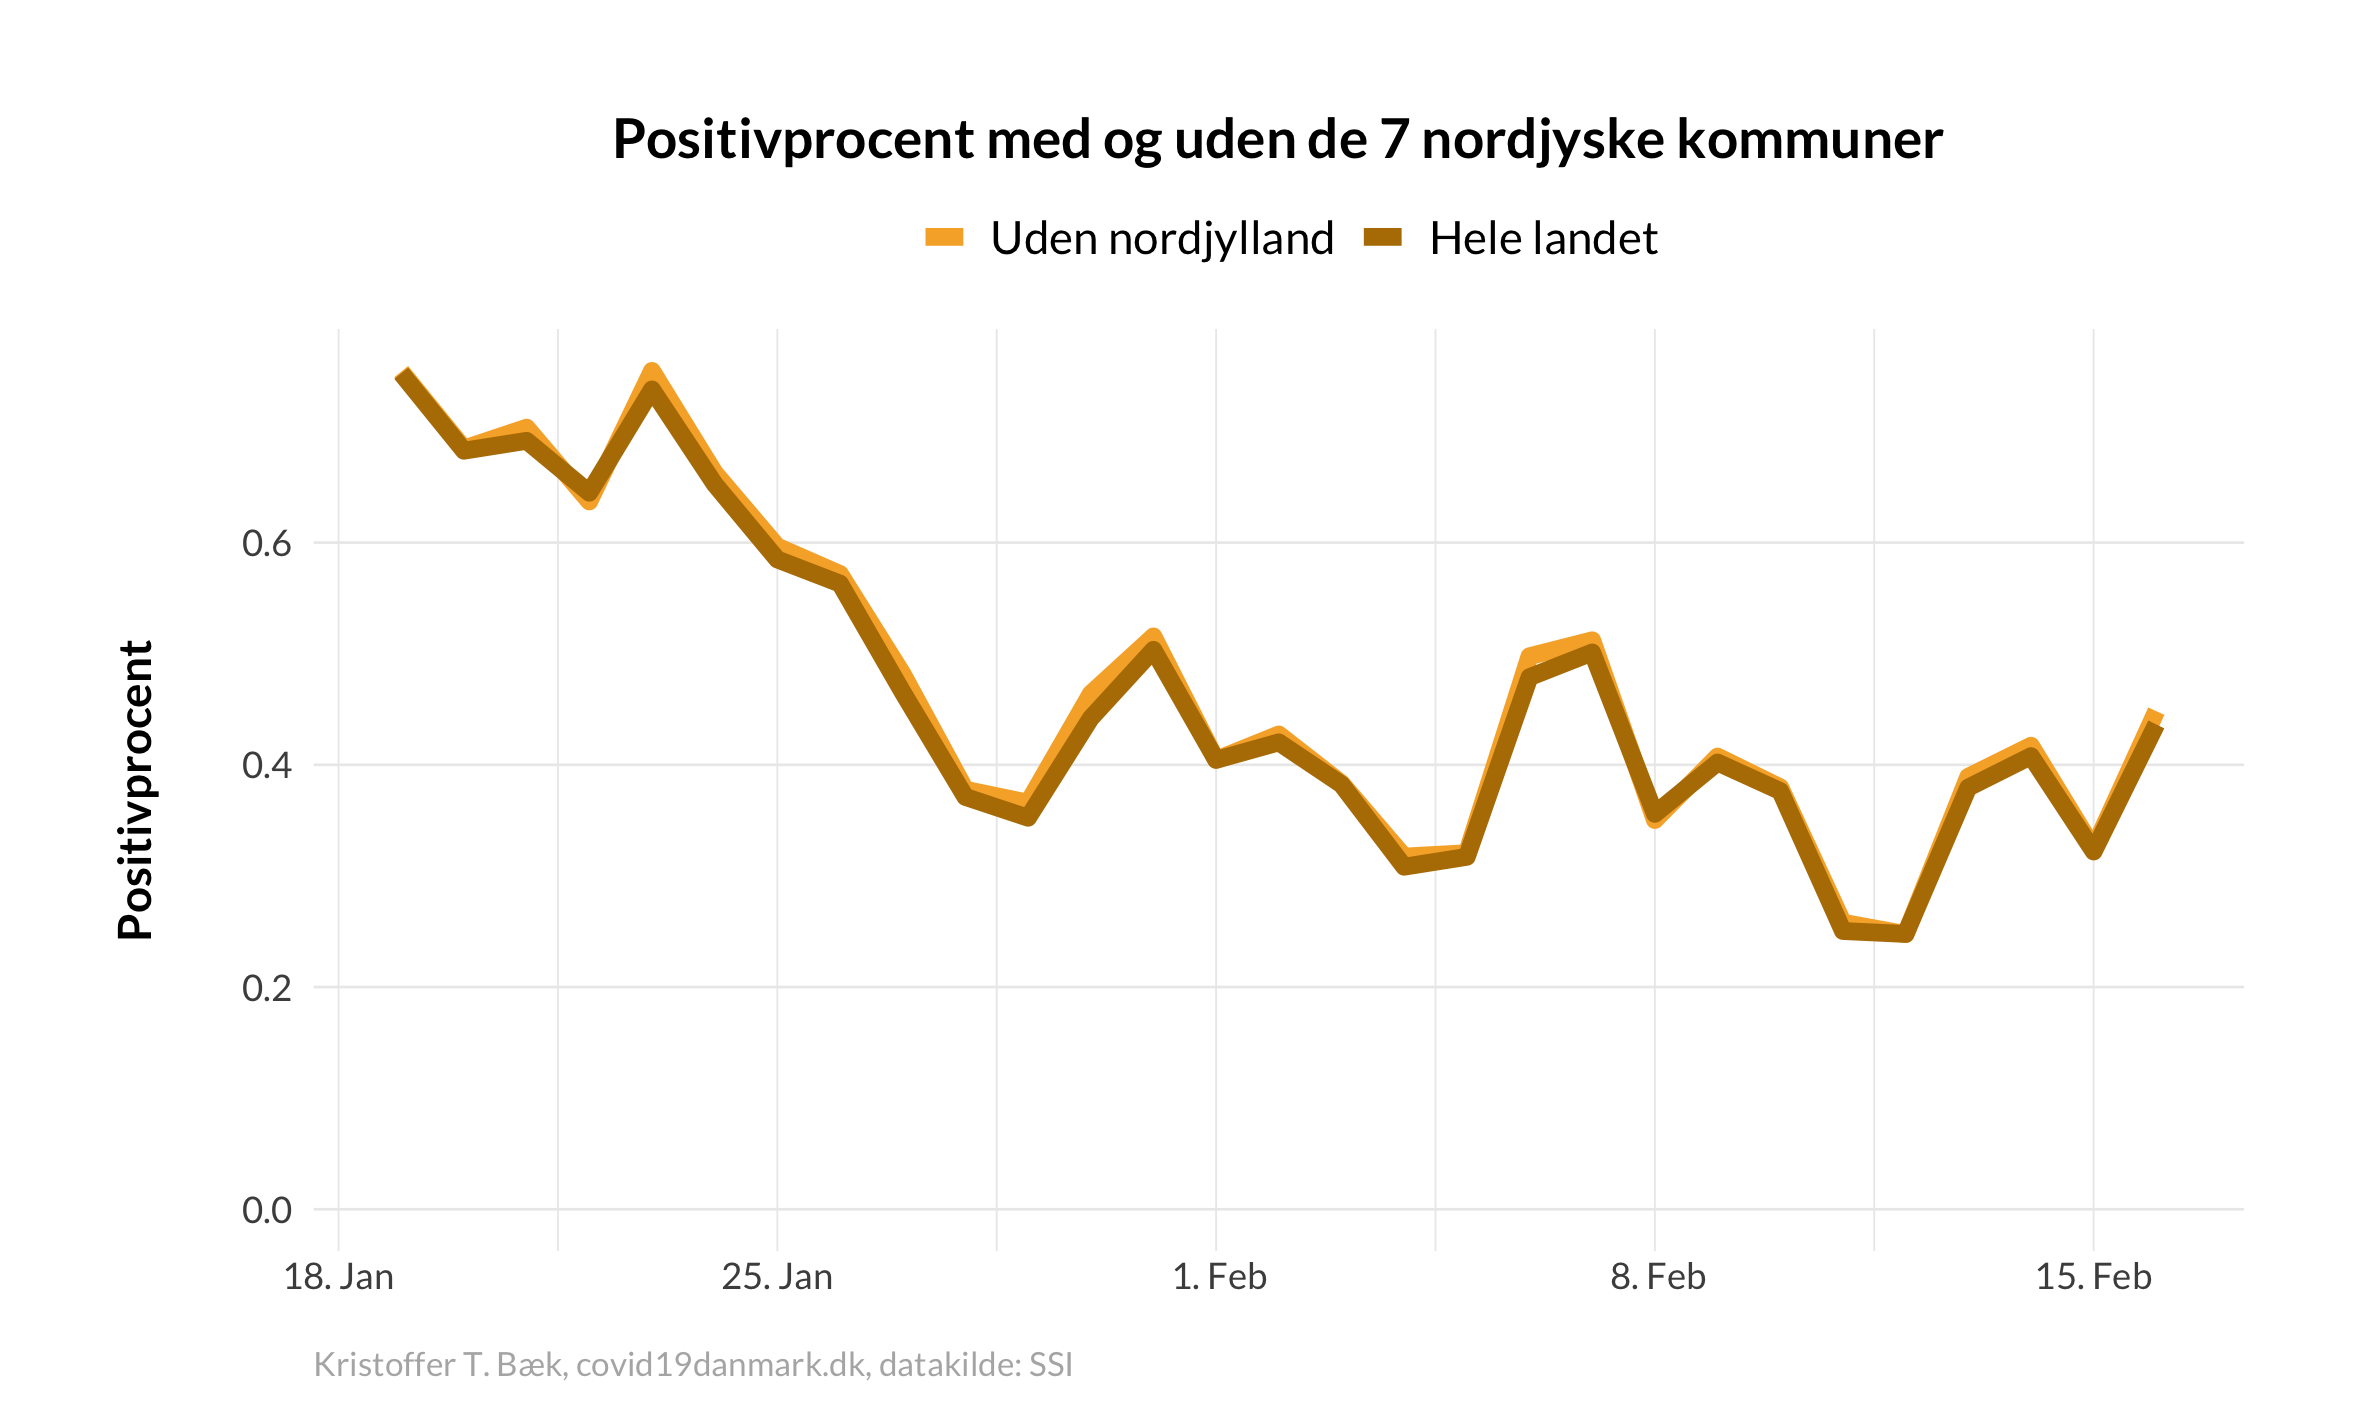 Positivprocent med og uden de 7 nordjyske kommuner
Uden nordjylland Hele landet
Positivprocent
0.6
0.4
0.2
0.0
18. Jan 25. Jan 1. Feb 8. Feb 15. Feb
Kristoffer T. Bæk, covid19danmark.dk, datakilde: SSI